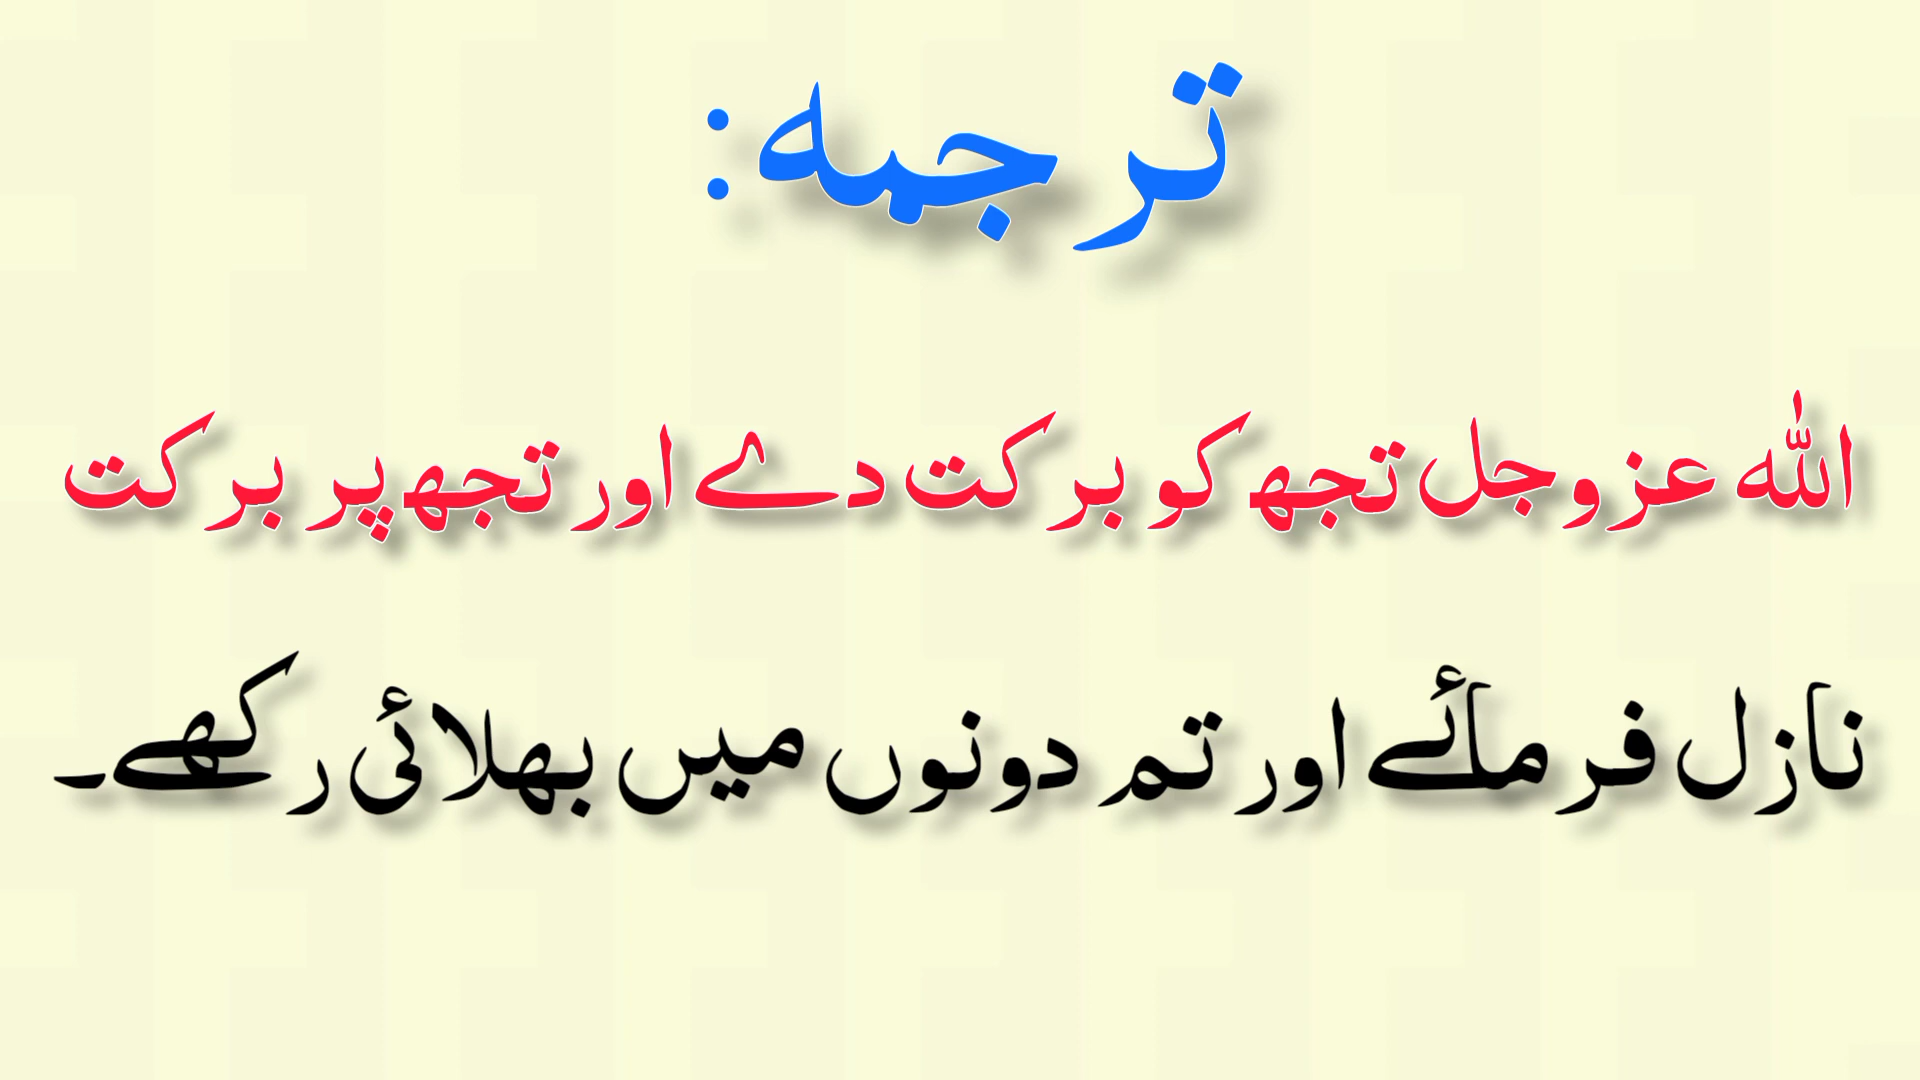 ترجمہ:
اللہ عزوجل تجھ کو برکت دے اور تجھ پر برکت
نازل فرمائے اور تم دونوں میں بھلائی رکھے۔